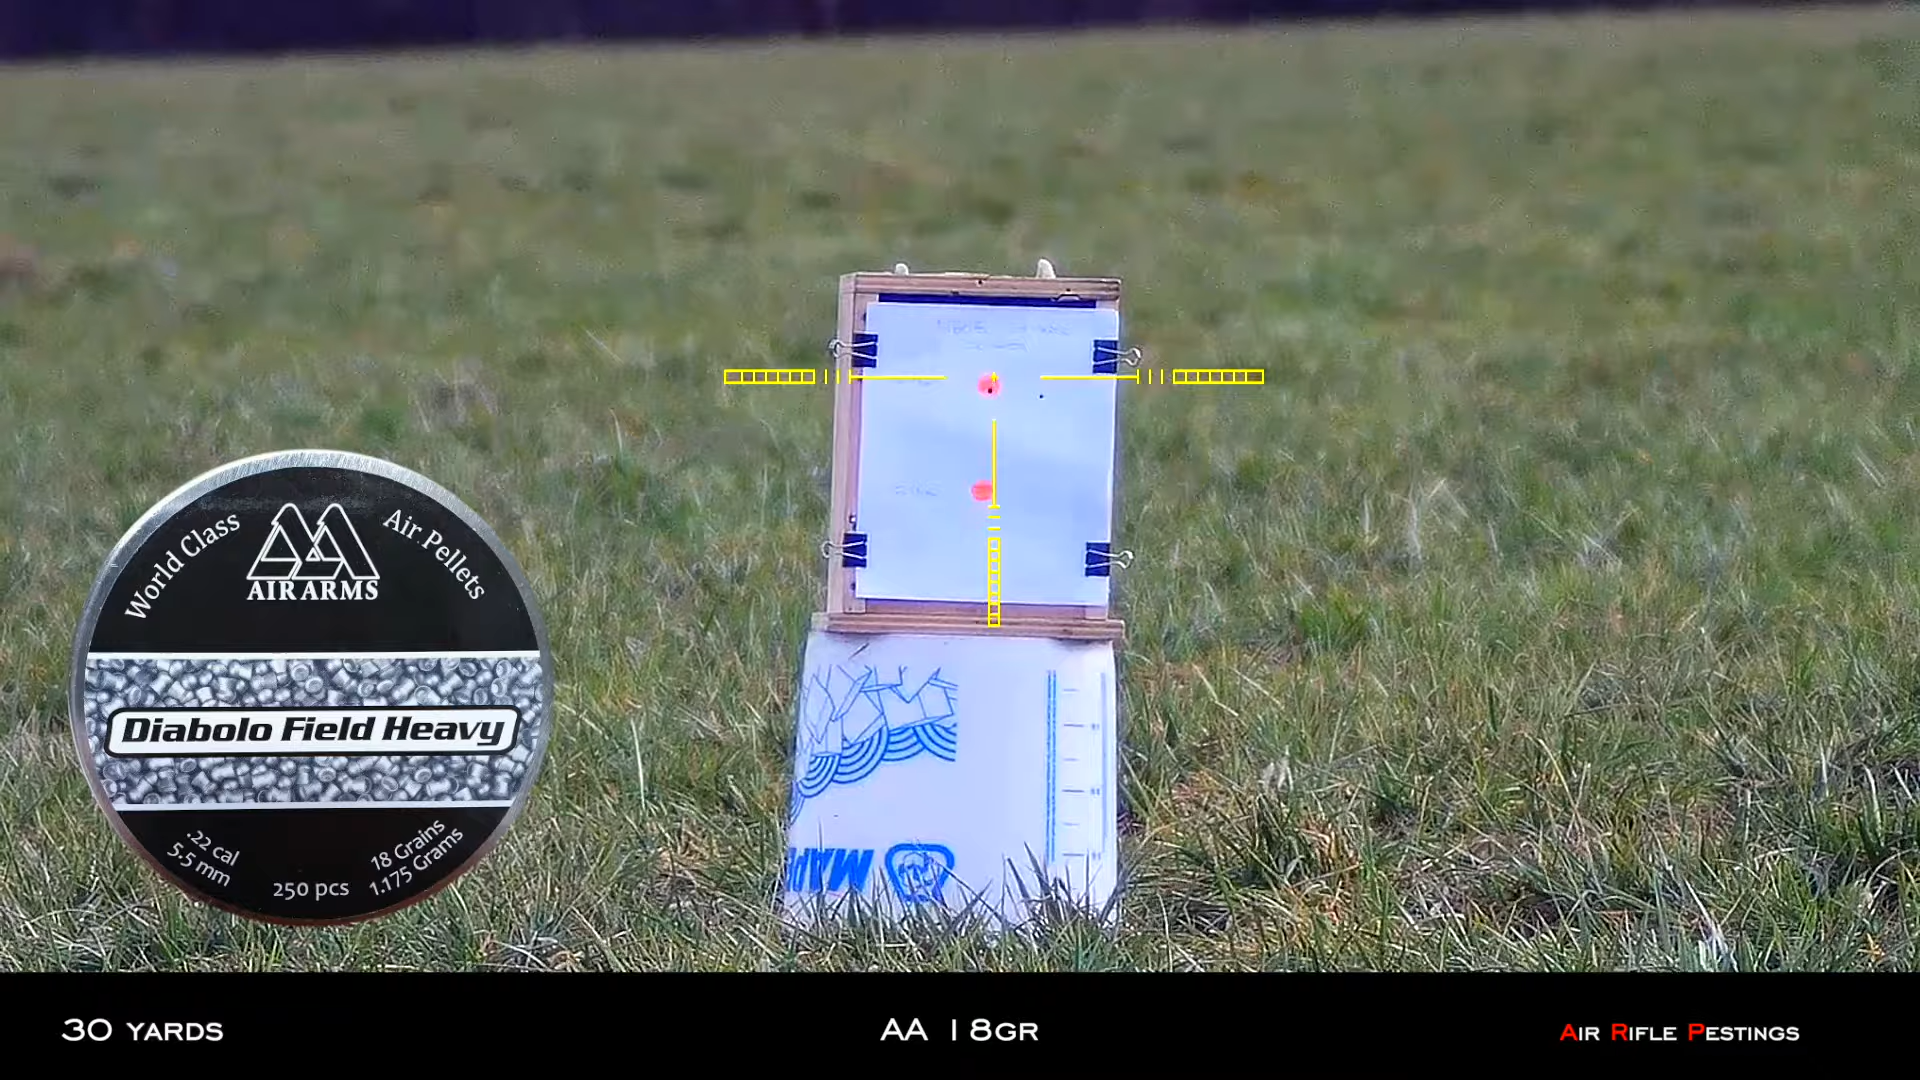 World Class
Air Pellets
AIR ARMS
Diabolo Field Heavy
.22 cal
5.5 mm
250 pcs
18 Grains
1.175 Grams
MAPE
30 YARDS
AA 18GR
AIR RIFLE PESTINGS